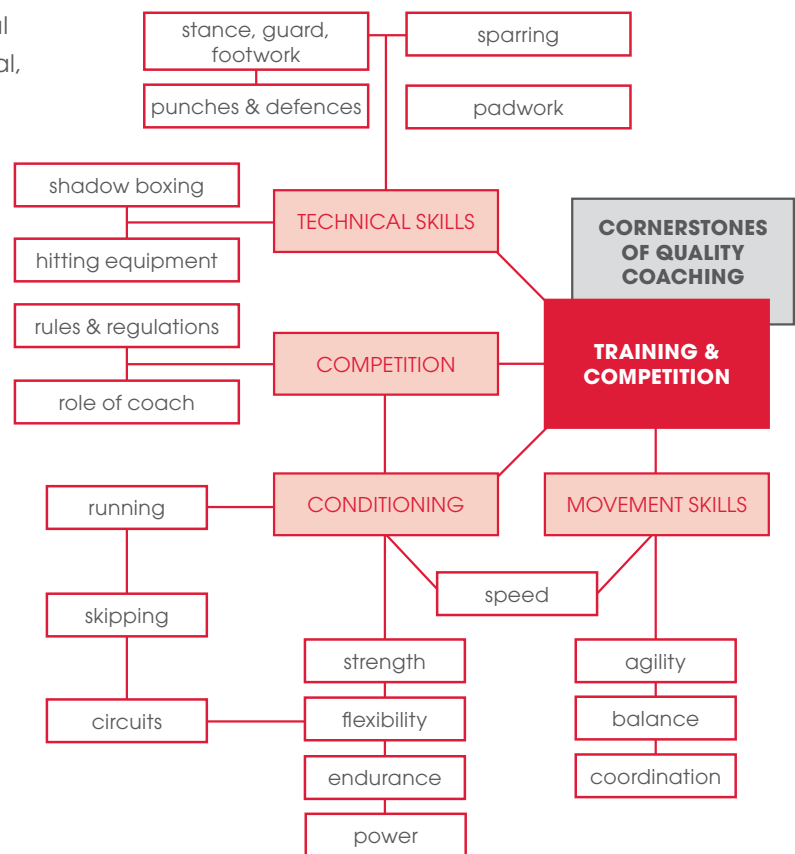 al
al,
stance, guard,
footwork
sparring
punches & defences
padwork
shadow boxing
TECHNICAL SKILLS
CORNERSTONES
OF QUALITY
COACHING
hitting equipment
rules & regulations
COMPETITION
TRAINING &
COMPETITION
role of coach
running
CONDITIONING
MOVEMENT SKILLS
speed
skipping
strength
agility
circuits
flexibility
balance
endurance
coordination
power